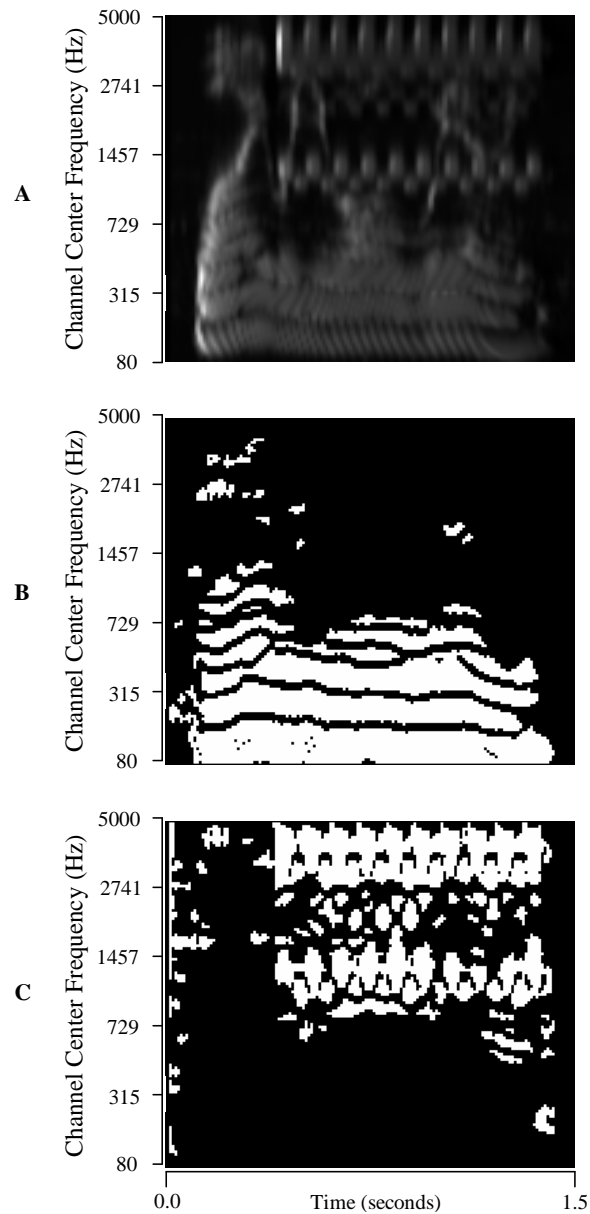 A
Channel Center Frequency (Hz)
5000
2741
1457
729
315
80
B
Channel Center Frequency (Hz)
5000
2741
1457
729
315
80
C
Channel Center Frequency (Hz)
5000
2741
1457
729
315
80
0.0 Time (seconds) 1.5